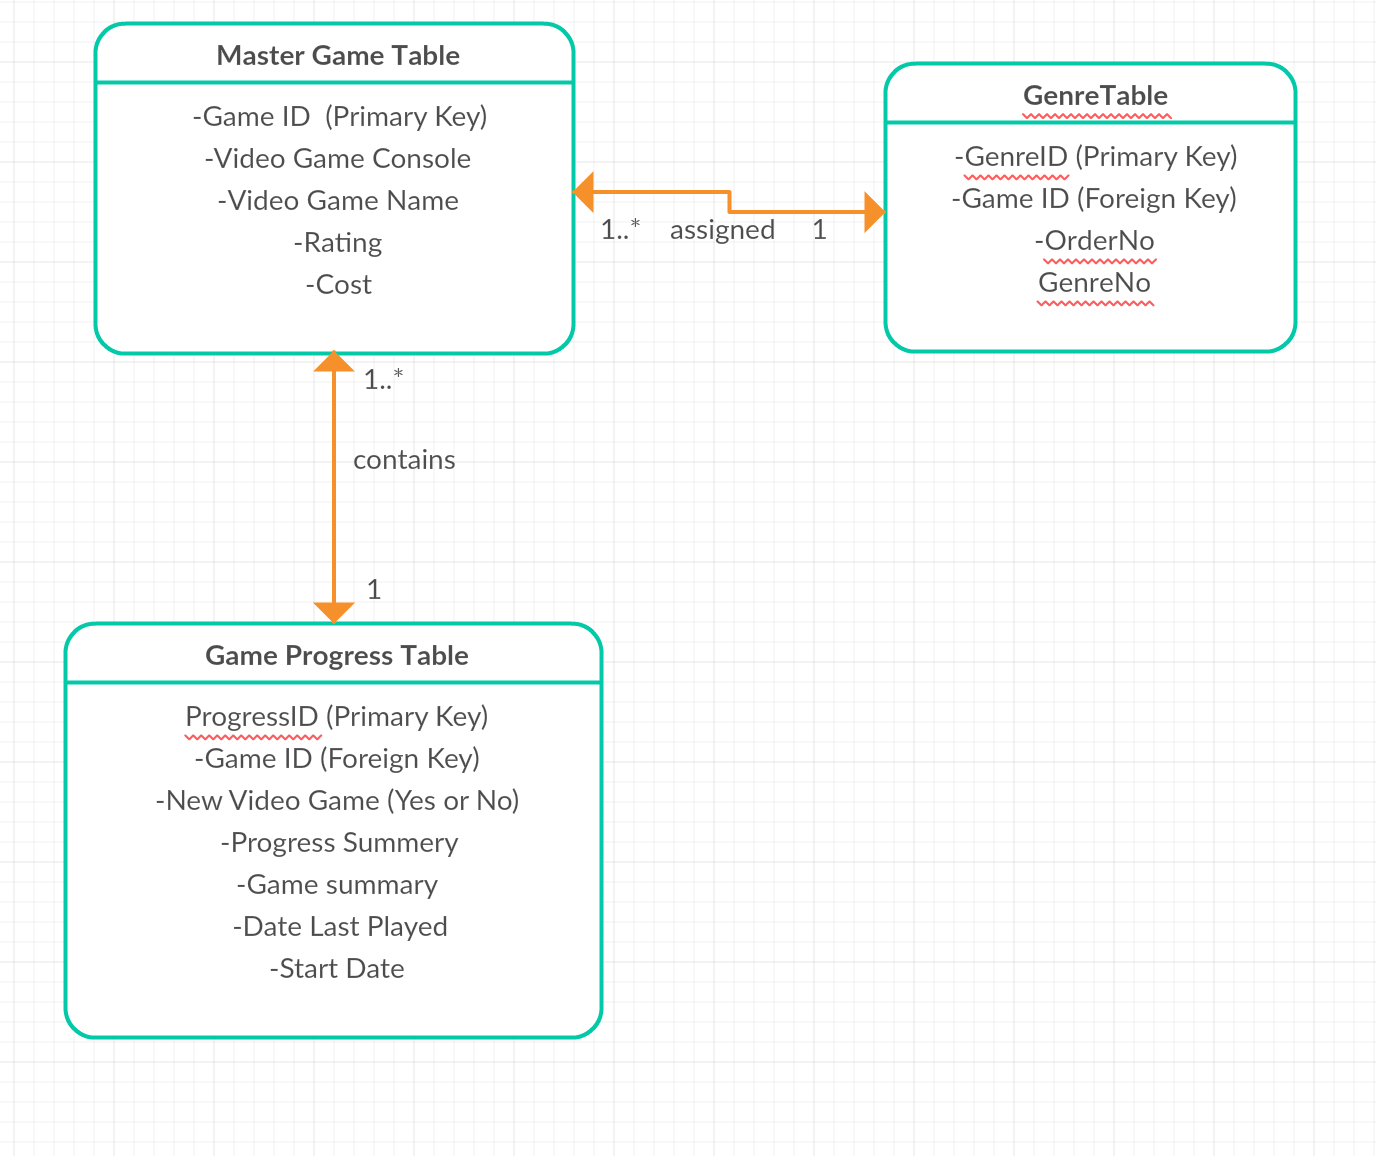 Master Game Table
-Game ID  (Primary Key)
-Video Game Console
-Video Game Name
-Rating
-Cost
1..*   assigned   1
GenreTable
-GenreID (Primary Key)
-Game ID (Foreign Key)
-OrderNo
GenreNo
1..*
contains
1
Game Progress Table
ProgressID (Primary Key)
-Game ID (Foreign Key)
-New Video Game (Yes or No)
-Progress Summery
-Game summary
-Date Last Played
-Start Date